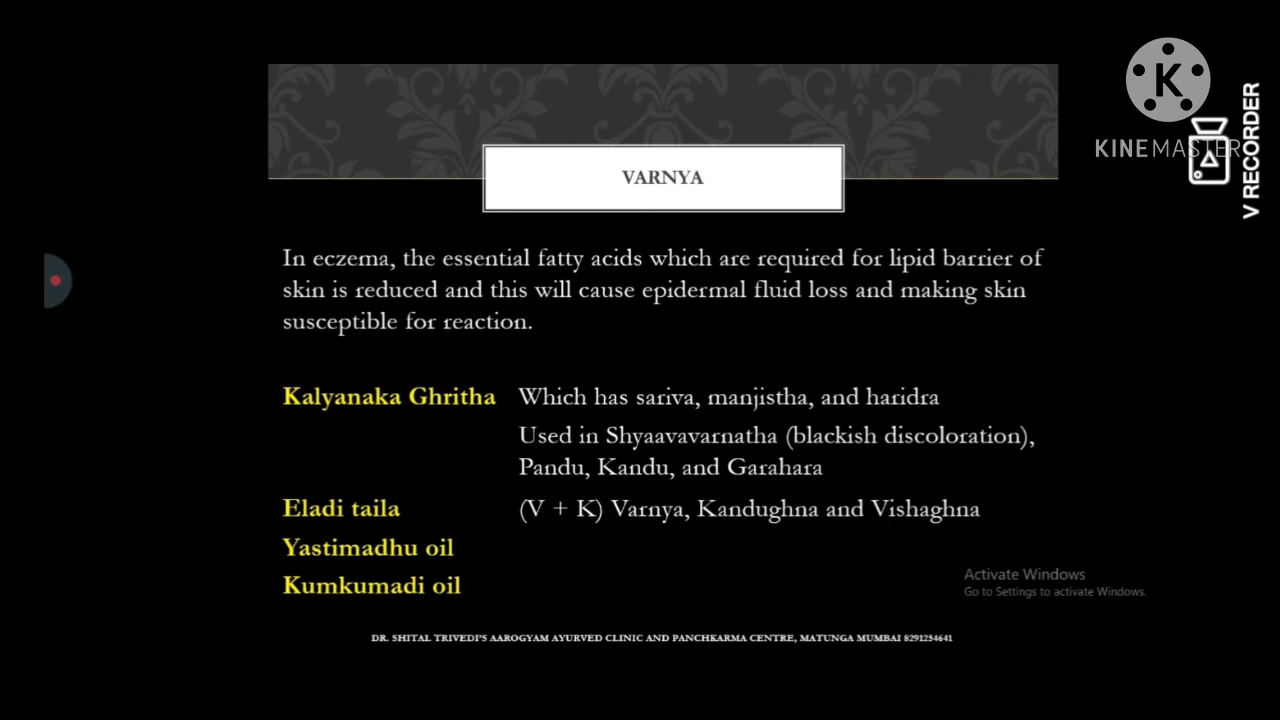 K
KINEMASTER
V RECORDER
VARNYA
In eczema, the essential fatty acids which are required for lipid barrier of
skin is reduced and this will cause epidermal fluid loss and making skin
susceptible for reaction.
Kalyanaka Ghritha Which has sariva, manjistha, and haridra
Used in Shyaavavarnatha (blackish discoloration),
Pandu, Kandu, and Garahara
Eladi taila (V + K) Varnya, Kandughna and Vishaghna
Yastimadhu oil
Kumkumadi oil
Activate Windows
Go to Settings to activate Windows.
DR. SHITAL TRIVEDI'S AAROGYAM AYURVED CLINIC AND PANCHKARMA CENTRE, MATUNGA MUMBAI 8291254641